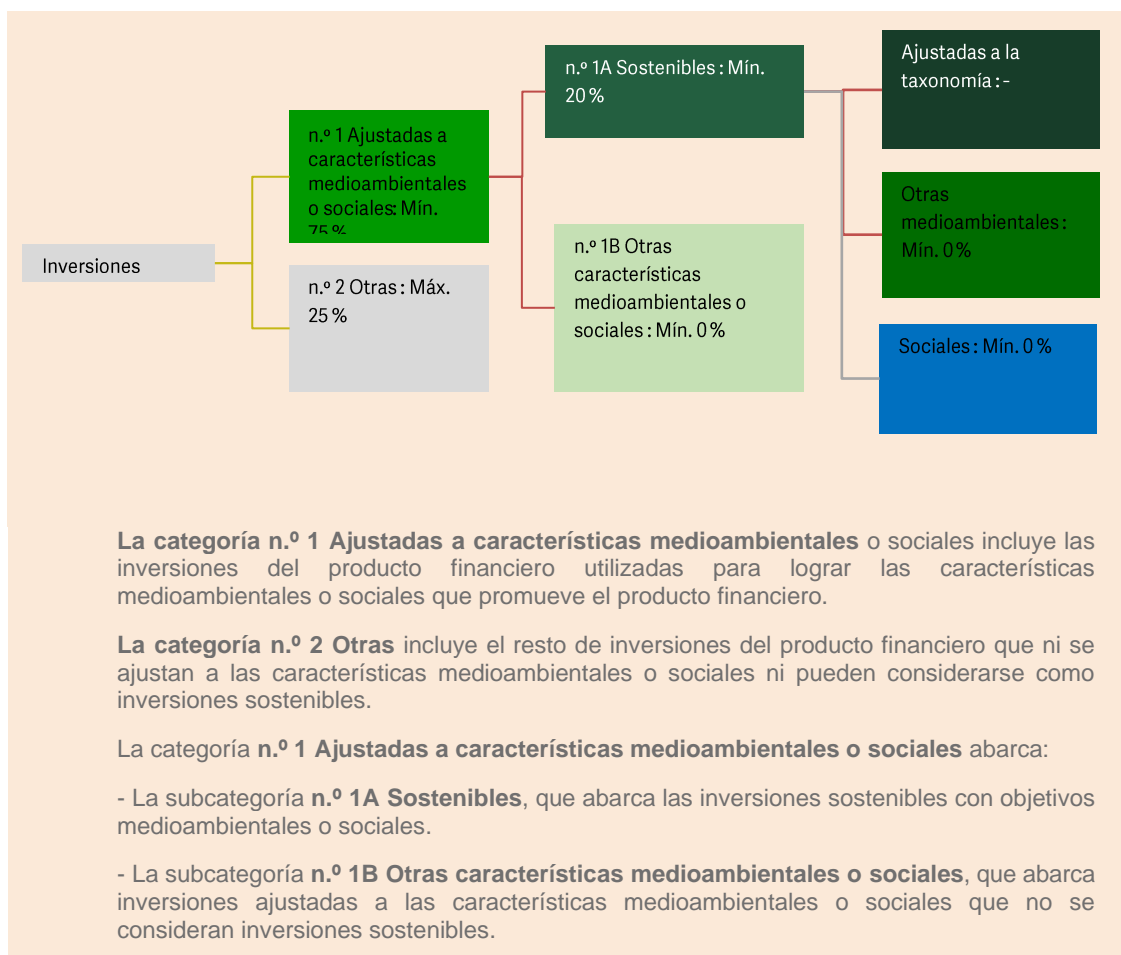 Inversiones
n.º 1 Ajustadas a
características
medioambientales
o sociales: Mín.
75 %
n.º 2 Otras : Máx.
25 %
n.º 1A Sostenibles : Mín.
20 %
n.º 1B Otras
características
medioambientales o
sociales : Mín. 0 %
Ajustadas a la
taxonomía : -
Otras
medioambientales :
Mín. 0 %
Sociales : Mín. 0 %
La categoría n.º 1 Ajustadas a características medioambientales o sociales incluye las
inversiones del producto financiero utilizadas para lograr las características
medioambientales o sociales que promueve el producto financiero.
La categoría n.º 2 Otras incluye el resto de inversiones del producto financiero que ni se
ajustan a las características medioambientales o sociales ni pueden considerarse como
inversiones sostenibles.
La categoría n.º 1 Ajustadas a características medioambientales o sociales abarca:
- La subcategoría n.º 1A Sostenibles, que abarca las inversiones sostenibles con objetivos
medioambientales o sociales.
- La subcategoría n.º 1B Otras características medioambientales o sociales, que abarca
inversiones ajustadas a las características medioambientales o sociales que no se
consideran inversiones sostenibles.